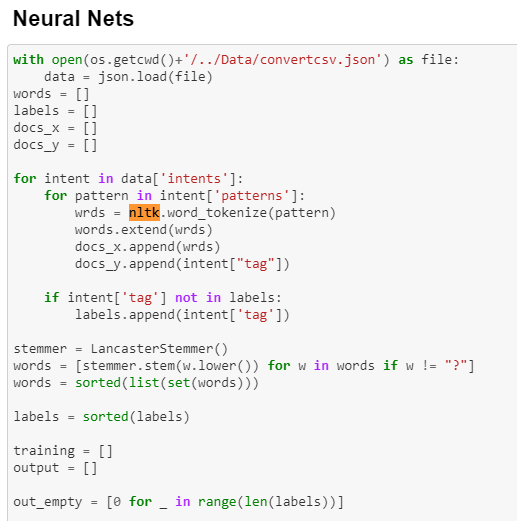 Neural Nets
with open(os.getcwd()+'/../Data/convertcsv.json') as file:
    data = json.load(file)
words = []
labels = []
docs_x = []
docs_y = []

for intent in data['intents']:
    for pattern in intent['patterns']:
        wrds = nltk.word_tokenize(pattern)
        words.extend(wrds)
        docs_x.append(wrds)
        docs_y.append(intent["tag"])

    if intent['tag'] not in labels:
        labels.append(intent['tag'])

stemmer = LancasterStemmer()
words = [stemmer.stem(w.lower()) for w in words if w != "?"]
words = sorted(list(set(words)))

labels = sorted(labels)

training = []
output = []

out_empty = [0 for _ in range(len(labels))]